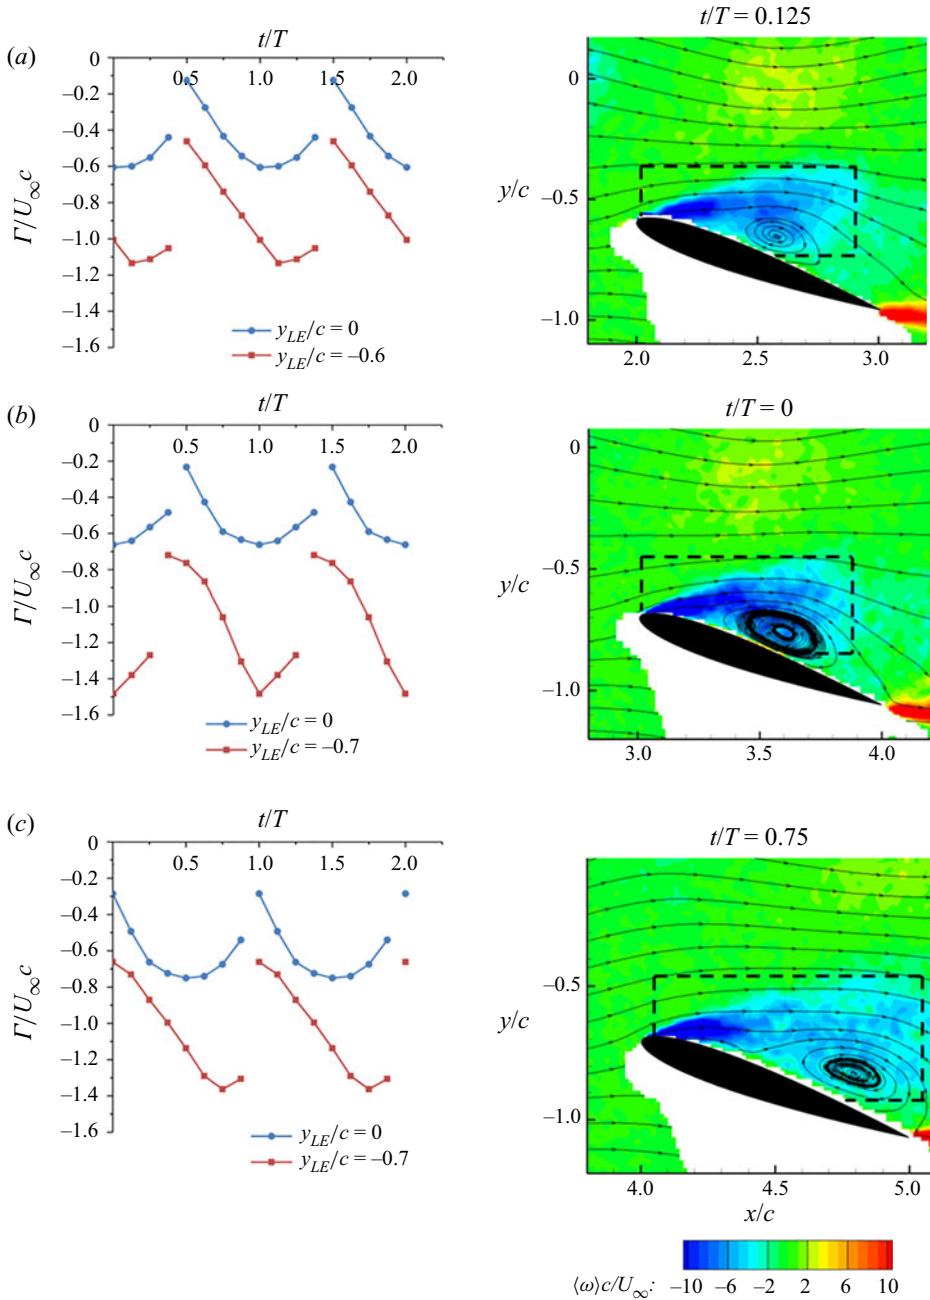 (a)
t/T
0
0.5 1.0 1.5 2.0
–0.2
–0.4
–0.6
–0.8
–1.0
–1.2
–1.4
–1.6
Γ/U∞c
y_LE/c = 0
y_LE/c = –0.6
t/T = 0.125
0
–0.5
–1.0
y/c
2.0 2.5 3.0
(b)
t/T
0
0.5 1.0 1.5 2.0
–0.2
–0.4
–0.6
–0.8
–1.0
–1.2
–1.4
–1.6
Γ/U∞c
y_LE/c = 0
y_LE/c = –0.7
t/T = 0
0
–0.5
–1.0
y/c
3.0 3.5 4.0
(c)
t/T
0
0.5 1.0 1.5 2.0
–0.2
–0.4
–0.6
–0.8
–1.0
–1.2
–1.4
–1.6
Γ/U∞c
y_LE/c = 0
y_LE/c = –0.7
t/T = 0.75
–0.5
–1.0
y/c
4.0 4.5 5.0
x/c
⟨ω⟩c/U∞: –10 –6 –2 2 6 10